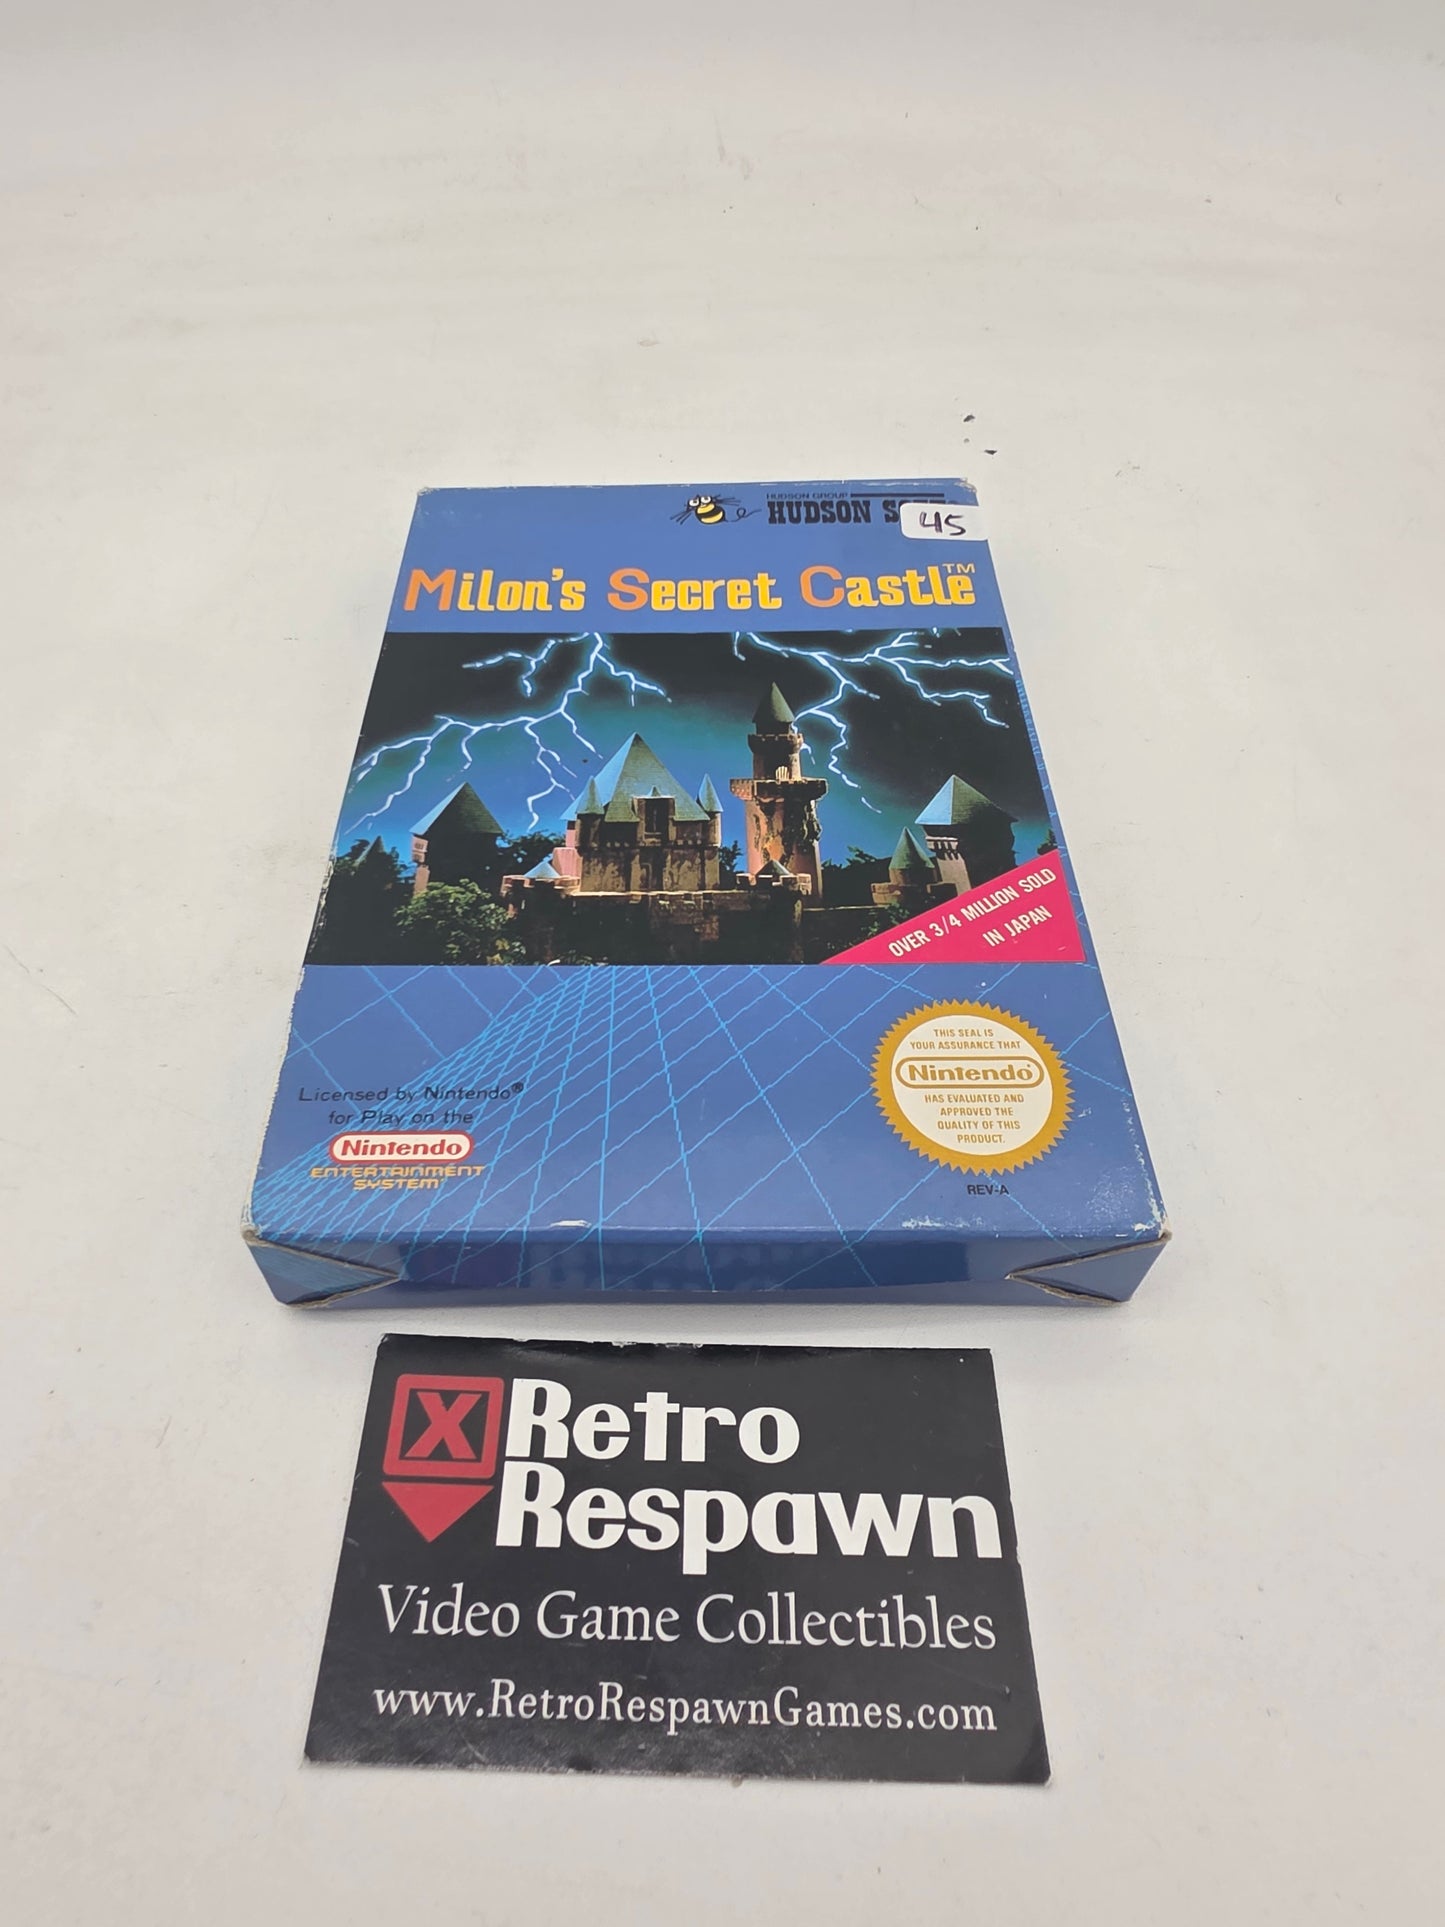 HUDSON GROUP
HUDSON
45
Milon's Secret Castle™
OVER 3/4 MILLION SOLD
IN JAPAN
THIS SEAL IS
YOUR ASSURANCE THAT
Nintendo®
HAS EVALUATED AND
APPROVED THE
QUALITY OF THIS
PRODUCT.
REV-A
Licensed by Nintendo®
for Play on the
Nintendo
ENTERTAINMENT
SYSTEM
X
Retro
Respawn
Video Game Collectibles
www.RetroRespawnGames.com